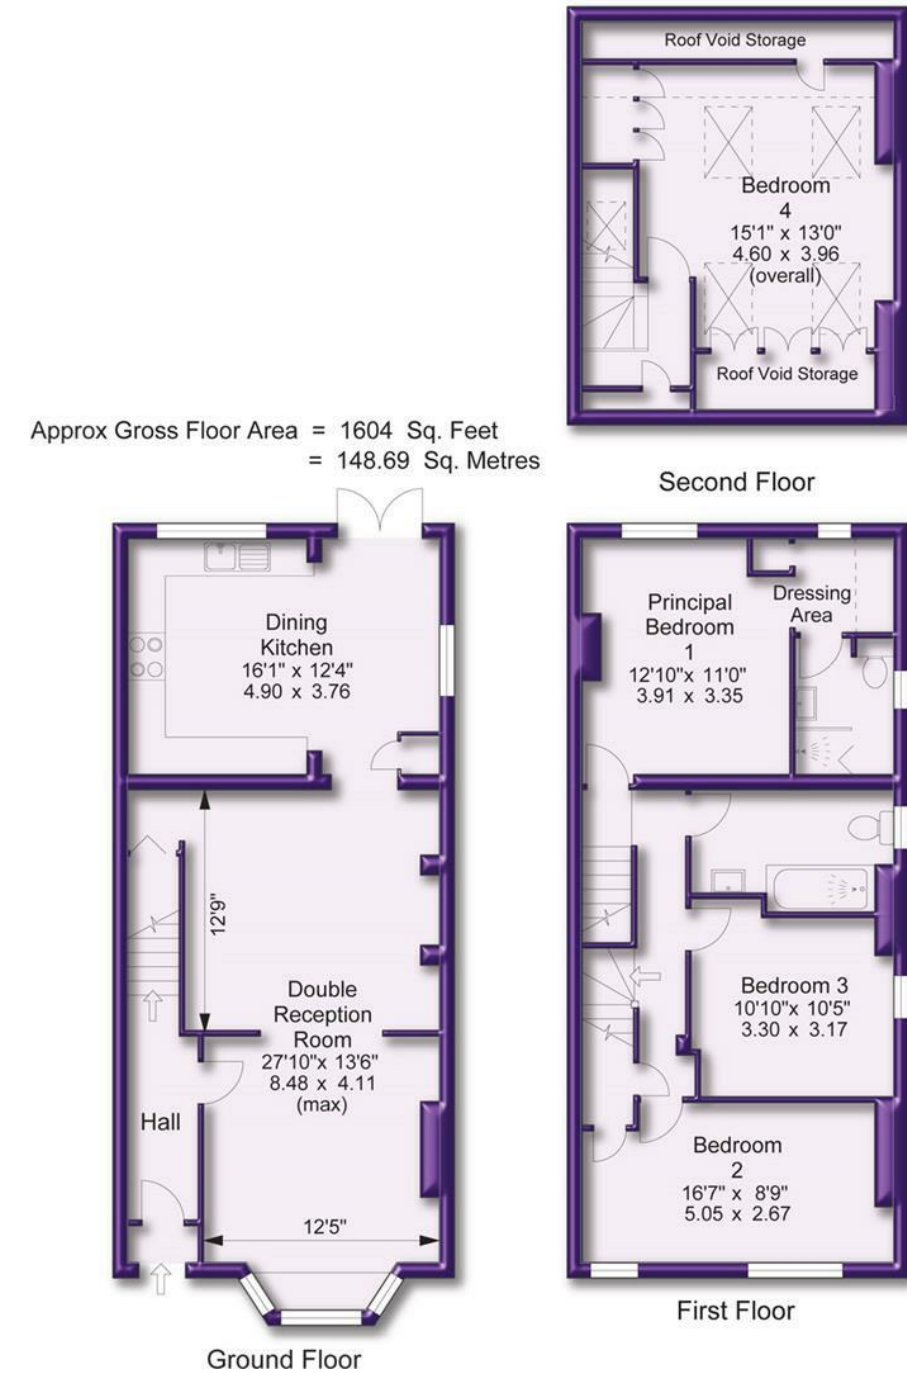 Roof Void Storage
Bedroom
4
15'1" x 13'0"
4.60 x 3.96
(overall)
Roof Void Storage
Second Floor
Approx Gross Floor Area = 1604 Sq. Feet
= 148.69 Sq. Metres
Dining
Kitchen
16'1" x 12'4"
4.90 x 3.76
12'9"
Double
Reception
Room
27'10"x 13'6"
8.48 x 4.11
(max)
Hall
12'5"
Ground Floor
Principal
Bedroom
1
12'10"x 11'0"
3.91 x 3.35
Dressing
Area
Bedroom 3
10'10"x 10'5"
3.30 x 3.17
Bedroom
2
16'7" x 8'9"
5.05 x 2.67
First Floor